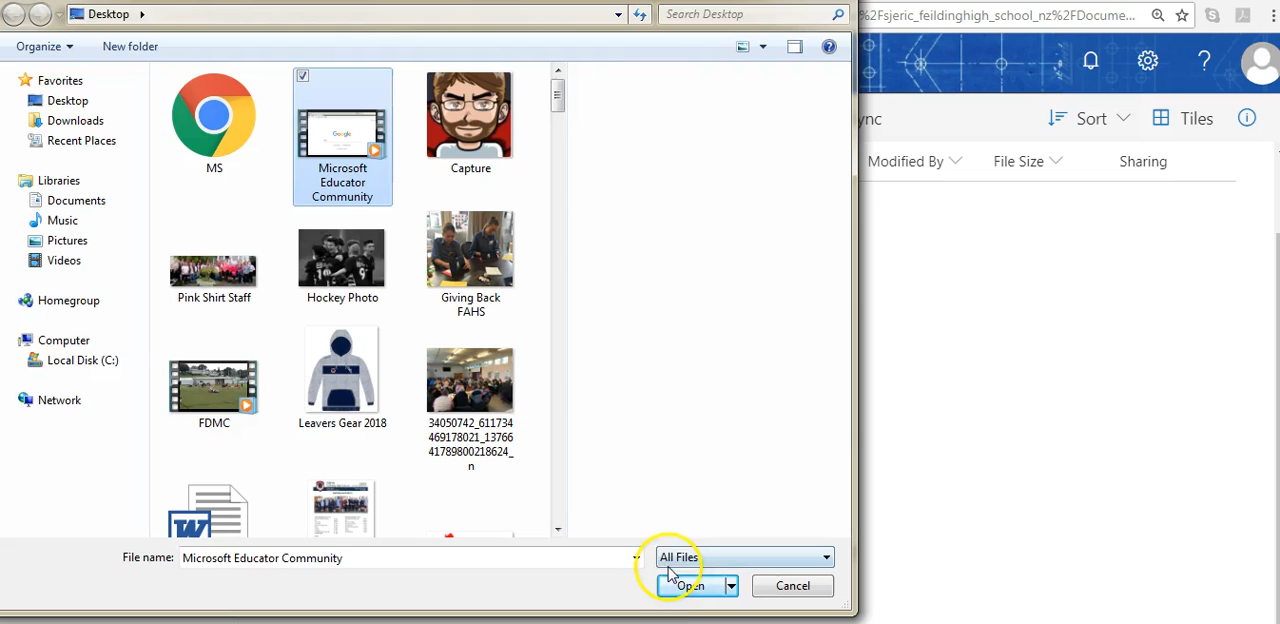 Desktop
Search Desktop
%2Fsjeric_feildinghigh_school_nz%2FDocume...
Organize
New folder
Favorites
Desktop
Downloads
Recent Places
Libraries
Documents
Music
Pictures
Videos
Homegroup
Computer
Local Disk (C:)
Network
MS
Google
Microsoft
Educator
Community
Capture
Pink Shirt Staff
Hockey Photo
Giving Back
FAHS
FDMC
Leavers Gear 2018
34050742_611734
469178021_13766
41789800218624_
n
W
File name:
Microsoft Educator Community
All Files
Open
Cancel
?
ync
Sort
Tiles
Modified By
File Size
Sharing